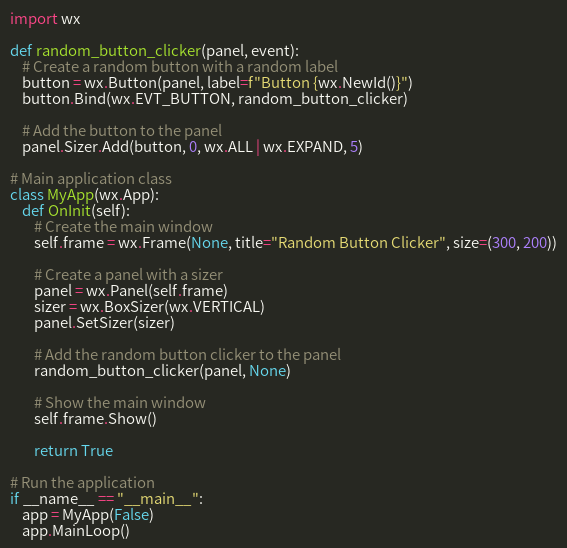 import wx

def random_button_clicker(panel, event):
    # Create a random button with a random label
    button = wx.Button(panel, label=f"Button {wx.NewId()}")
    button.Bind(wx.EVT_BUTTON, random_button_clicker)

    # Add the button to the panel
    panel.Sizer.Add(button, 0, wx.ALL | wx.EXPAND, 5)

# Main application class
class MyApp(wx.App):
    def OnInit(self):
        # Create the main window
        self.frame = wx.Frame(None, title="Random Button Clicker", size=(300, 200))

        # Create a panel with a sizer
        panel = wx.Panel(self.frame)
        sizer = wx.BoxSizer(wx.VERTICAL)
        panel.SetSizer(sizer)

        # Add the random button clicker to the panel
        random_button_clicker(panel, None)

        # Show the main window
        self.frame.Show()

        return True

# Run the application
if __name__ == "__main__":
    app = MyApp(False)
    app.MainLoop()